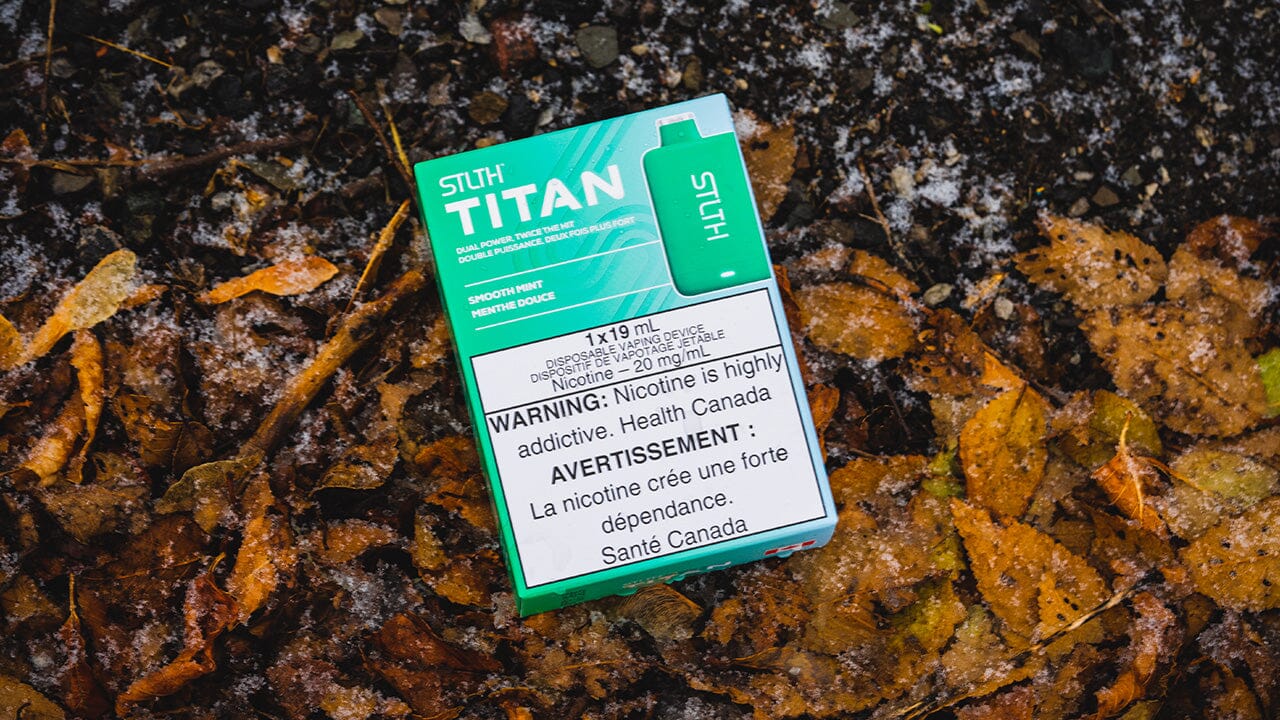 STLTH
TITAN
DUAL POWER. TWICE THE HIT
DOUBLE PUISSANCE. DEUX FOIS PLUS FORT
SMOOTH MINT
MENTHE DOUCE
STLTH
1 x 19 mL
DISPOSABLE VAPING DEVICE
DISPOSITIF DE VAPOTAGE JETABLE
Nicotine – 20 mg/mL
WARNING: Nicotine is highly
addictive. Health Canada
AVERTISSEMENT :
La nicotine crée une forte
dépendance.
Santé Canada